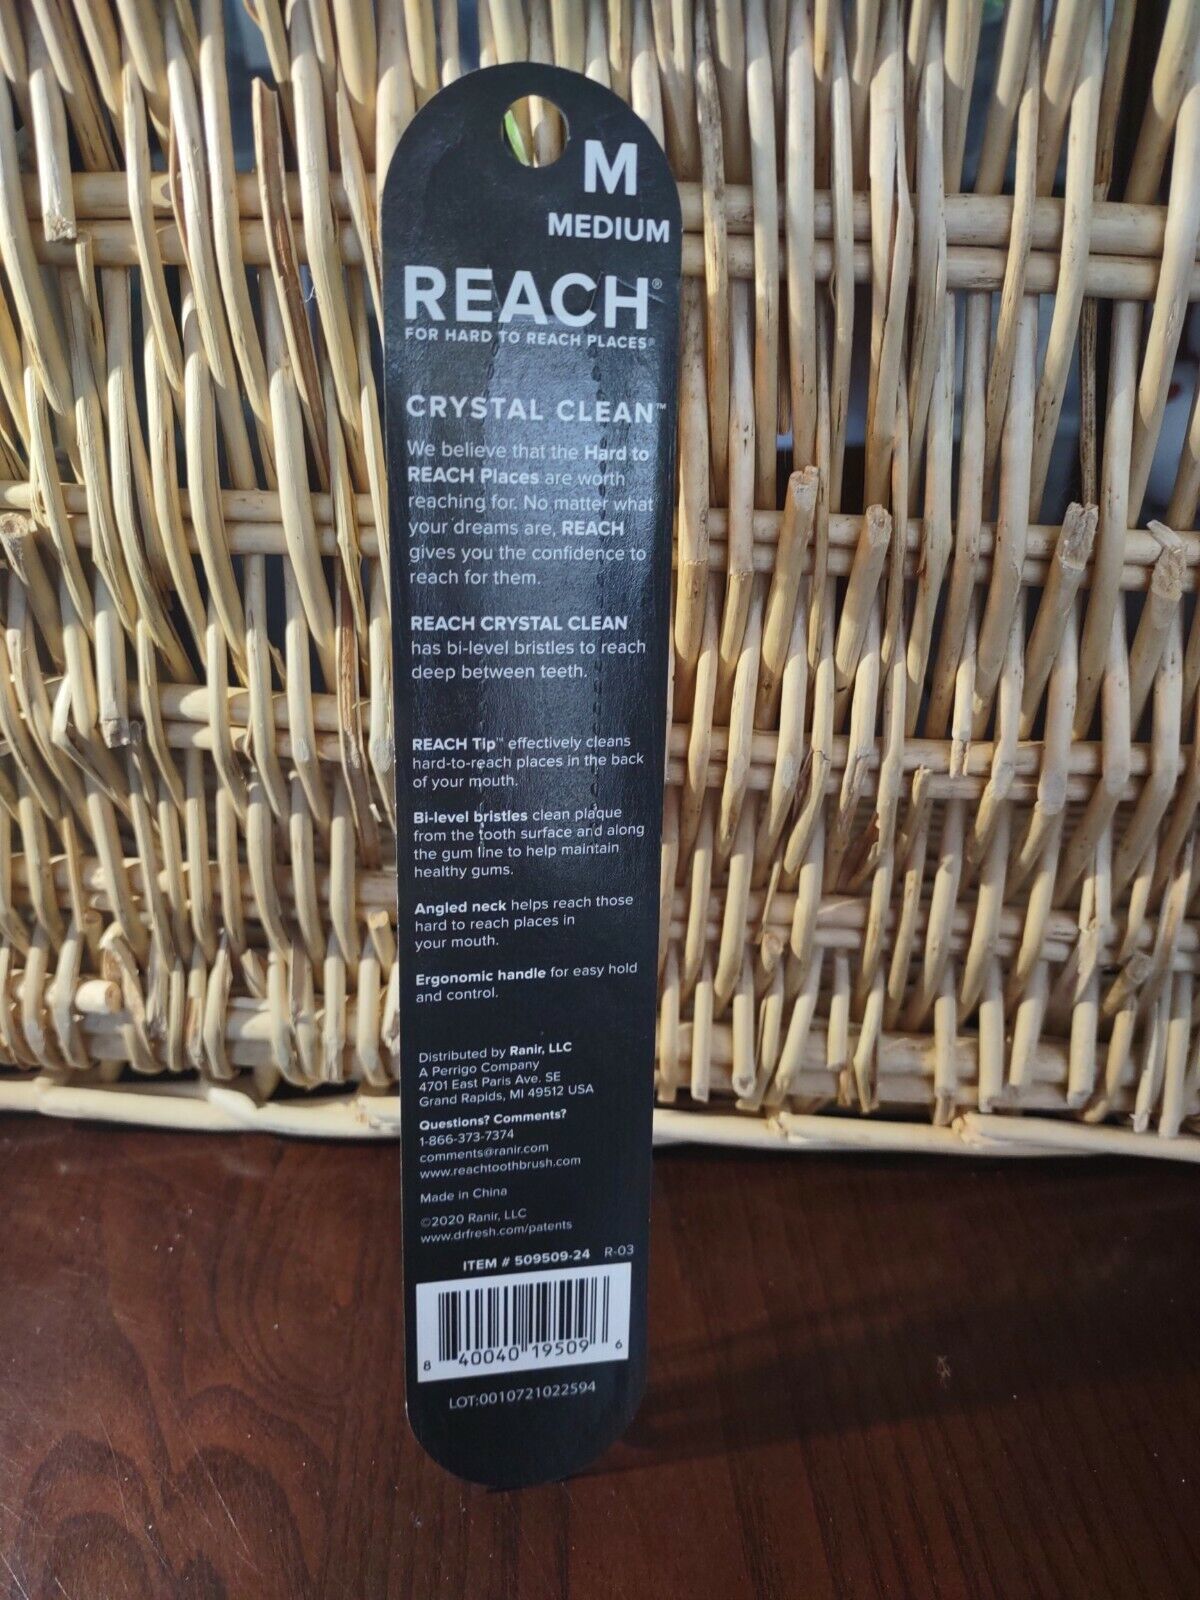 M
MEDIUM
REACH®
FOR HARD TO REACH PLACES®
CRYSTAL CLEAN™
We believe that the Hard to
REACH Places are worth
reaching for. No matter what
your dreams are, REACH
gives you the confidence to
reach for them.
REACH CRYSTAL CLEAN
has bi-level bristles to reach
deep between teeth.
REACH Tip™ effectively cleans
hard-to-reach places in the back
of your mouth.
Bi-level bristles clean plaque
from the tooth surface and along
the gum line to help maintain
healthy gums.
Angled neck helps reach those
hard to reach places in
your mouth.
Ergonomic handle for easy hold
and control.
Distributed by Ranir, LLC
A Perrigo Company
4701 East Paris Ave. SE
Grand Rapids, MI 49512 USA
Questions? Comments?
1-866-373-7374
comments@ranir.com
www.reachtoothbrush.com
Made in China
©2020 Ranir, LLC
www.drfresh.com/patents
ITEM # 509509-24 R-03
8 40040 19509 6
LOT:0010721022594